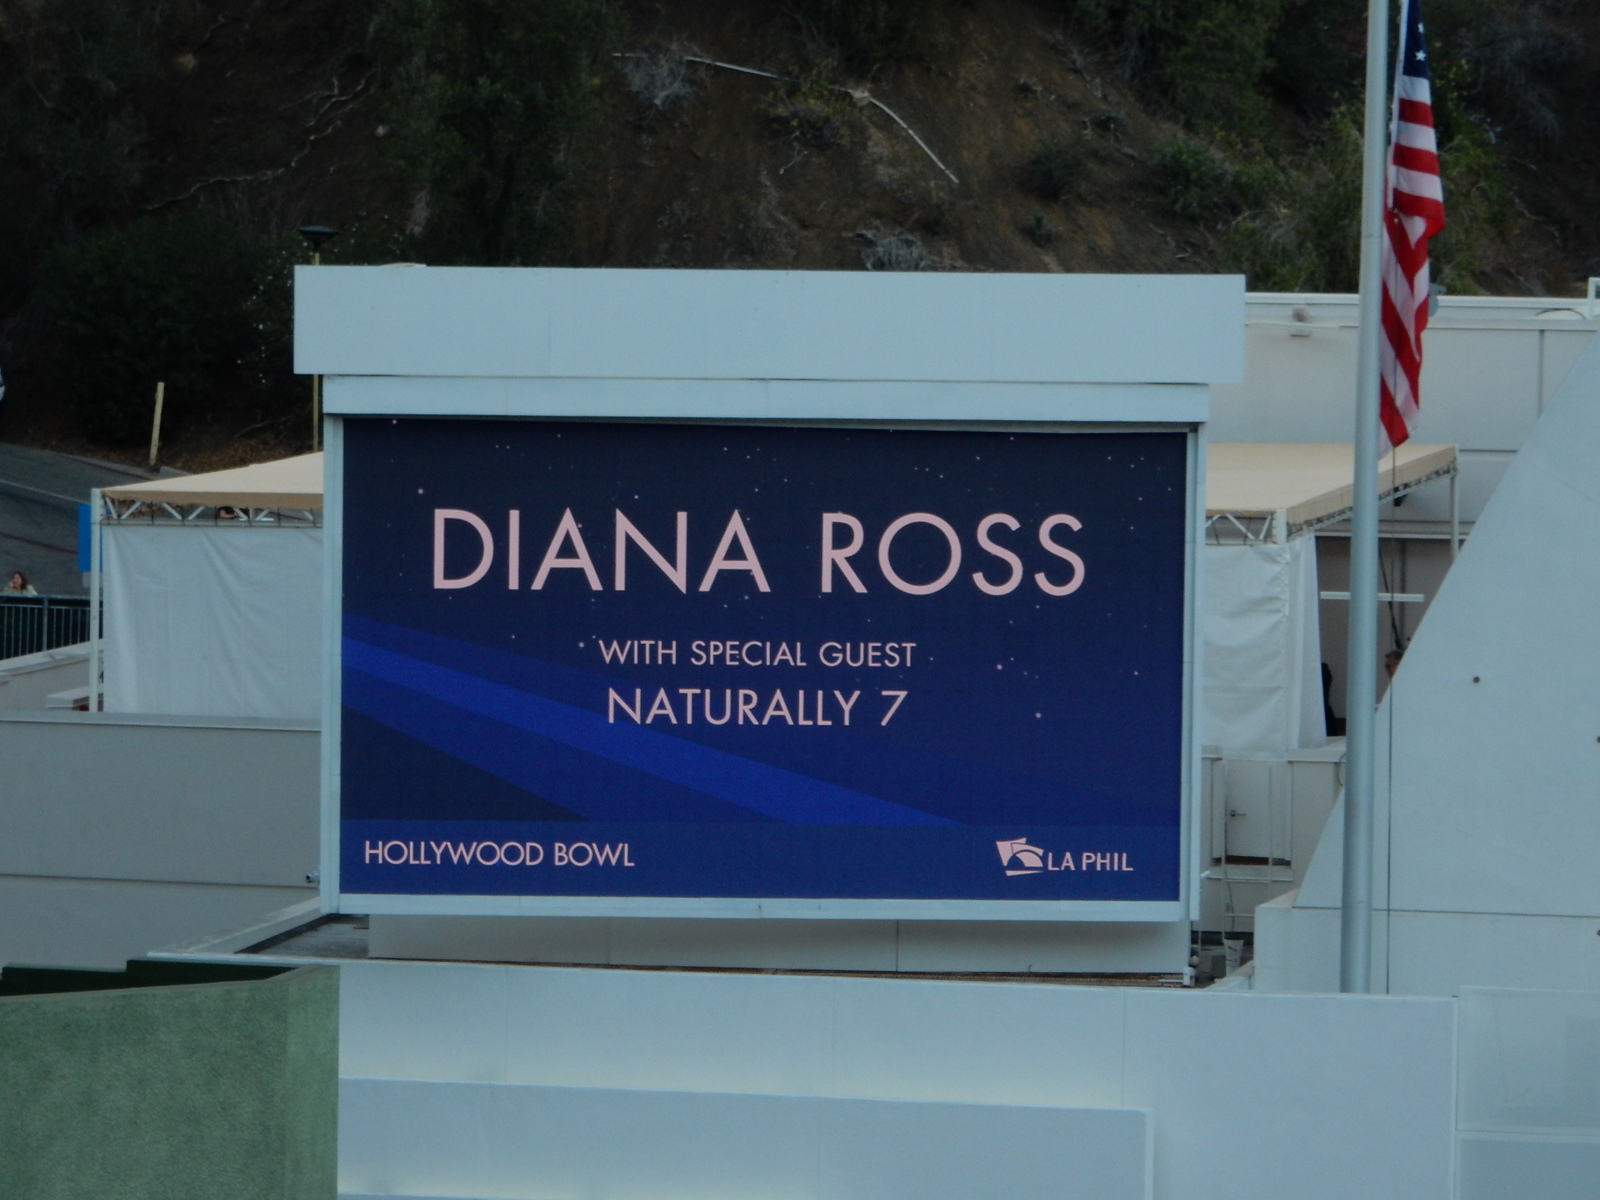 DIANA ROSS
WITH SPECIAL GUEST
NATURALLY 7
HOLLYWOOD BOWL
LA PHIL